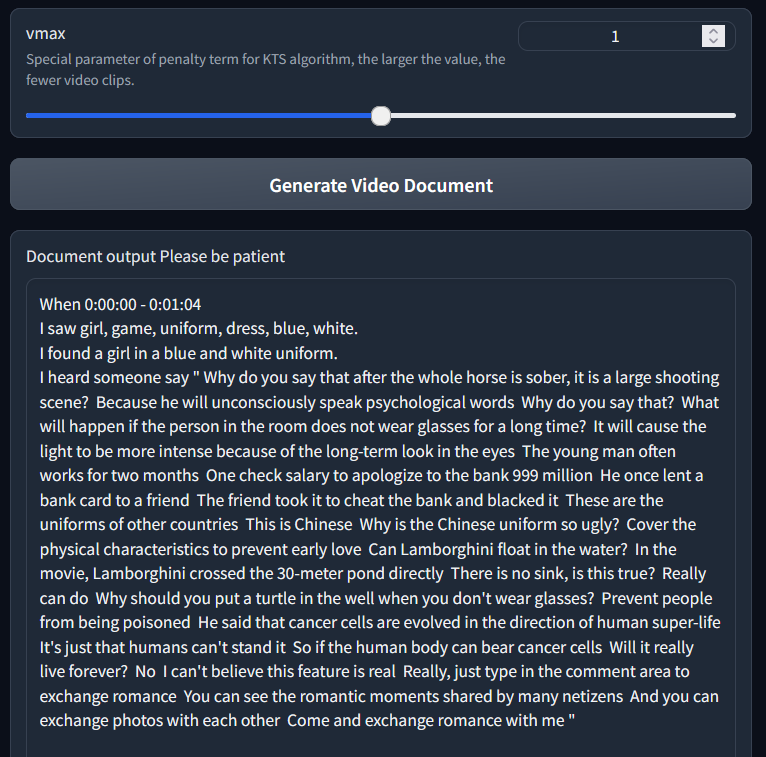 vmax
1
Special parameter of penalty term for KTS algorithm, the larger the value, the
fewer video clips.
Generate Video Document
Document output Please be patient
When 0:00:00 - 0:01:04
I saw girl, game, uniform, dress, blue, white.
I found a girl in a blue and white uniform.
I heard someone say " Why do you say that after the whole horse is sober, it is a large shooting
scene?  Because he will unconsciously speak psychological words  Why do you say that?  What
will happen if the person in the room does not wear glasses for a long time?  It will cause the
light to be more intense because of the long-term look in the eyes  The young man often
works for two months  One check salary to apologize to the bank 999 million  He once lent a
bank card to a friend  The friend took it to cheat the bank and blacked it  These are the
uniforms of other countries  This is Chinese  Why is the Chinese uniform so ugly?  Cover the
physical characteristics to prevent early love  Can Lamborghini float in the water?  In the
movie, Lamborghini crossed the 30-meter pond directly  There is no sink, is this true?  Really
can do  Why should you put a turtle in the well when you don't wear glasses?  Prevent people
from being poisoned  He said that cancer cells are evolved in the direction of human super-life
It's just that humans can't stand it  So if the human body can bear cancer cells  Will it really
live forever?  No  I can't believe this feature is real  Really, just type in the comment area to
exchange romance  You can see the romantic moments shared by many netizens  And you can
exchange photos with each other  Come and exchange romance with me "